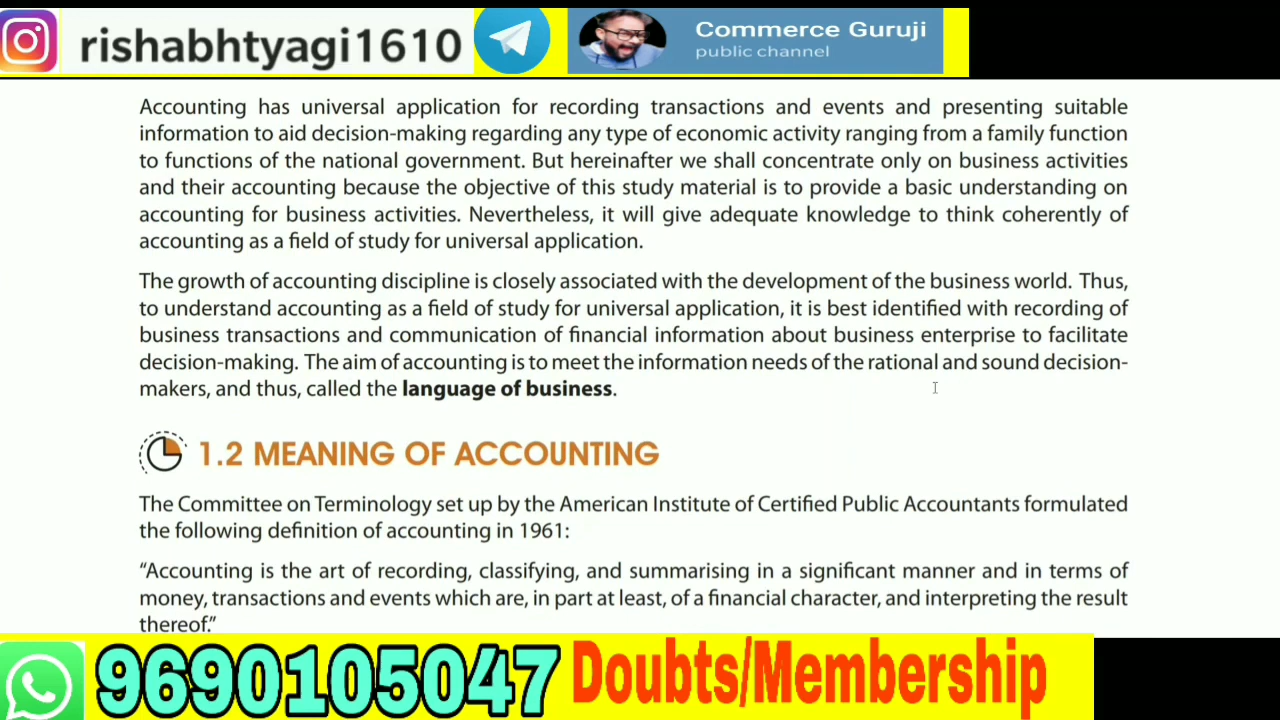 rishabhtyagi1610
Commerce Guruji
public channel
Accounting has universal application for recording transactions and events and presenting suitable
information to aid decision-making regarding any type of economic activity ranging from a family function
to functions of the national government. But hereinafter we shall concentrate only on business activities
and their accounting because the objective of this study material is to provide a basic understanding on
accounting for business activities. Nevertheless, it will give adequate knowledge to think coherently of
accounting as a field of study for universal application.
The growth of accounting discipline is closely associated with the development of the business world. Thus,
to understand accounting as a field of study for universal application, it is best identified with recording of
business transactions and communication of financial information about business enterprise to facilitate
decision-making. The aim of accounting is to meet the information needs of the rational and sound decision-
makers, and thus, called the language of business.
1.2 MEANING OF ACCOUNTING
The Committee on Terminology set up by the American Institute of Certified Public Accountants formulated
the following definition of accounting in 1961:
“Accounting is the art of recording, classifying, and summarising in a significant manner and in terms of
money, transactions and events which are, in part at least, of a financial character, and interpreting the result
thereof.”
9690105047 Doubts/Membership